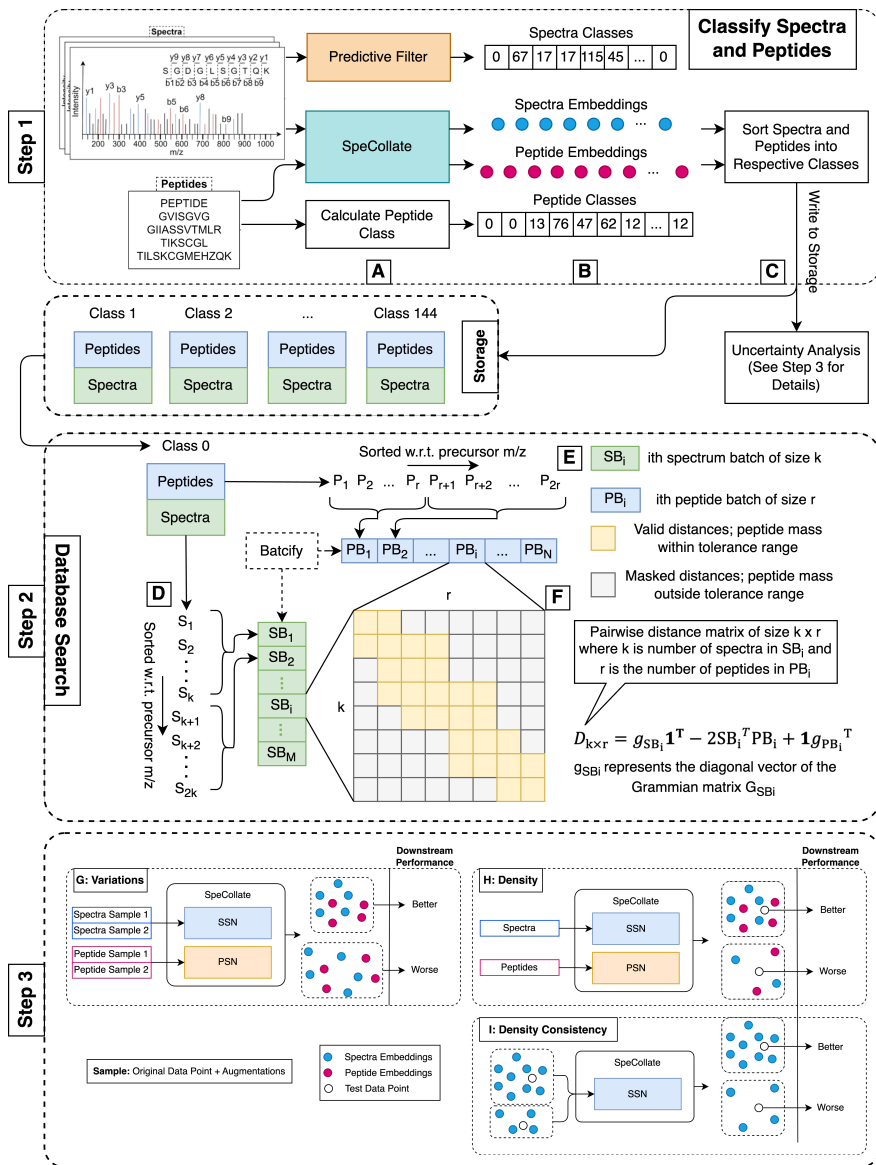 Step 1
Classify Spectra
and Peptides
Spectra
y9 y8 y7 y6 y5 y4 y3 y2 y1
S G D G L S G T Q K
b1 b2 b3 b4 b5 b6 b7 b8 b9
Intensity
y1
y3
b3
y5
b5
b6
y8
b9
200 300 400 500 600 700 800 900 1000
m/z
Peptides
PEPTIDE
GVISGVG
GIIASSVTMLR
TIKSCGL
TILSKCGMEHZQK
Predictive Filter
SpeCollate
Calculate Peptide
Class
Spectra Classes
0 67 17 17 115 45 ... 0
Spectra Embeddings
...
Peptide Embeddings
...
Peptide Classes
0 0 13 76 47 62 12 ... 12
Sort Spectra and
Peptides into
Respective Classes
A
B
C
Write to Storage
Uncertainty Analysis
(See Step 3 for
Details)
Class 1 Class 2 ... Class 144
Peptides Peptides Peptides Peptides
Spectra Spectra Spectra Spectra
Storage
Step 2
Database Search
Class 0
Peptides
Spectra
Sorted w.r.t. precursor m/z
P1 P2 ... Pr Pr+1 Pr+2 ... P2r
Batcify
PB1 PB2 ... PBi ... PBN
D
E
F
Sorted w.r.t. precursor m/z
S1
S2
Sk
Sk+1
Sk+2
S2k
SB1
SB2
SBi
SBM
r
k
SBi ith spectrum batch of size k
PBi ith peptide batch of size r
Valid distances; peptide mass
within tolerance range
Masked distances; peptide mass
outside tolerance range
Pairwise distance matrix of size k x r
where k is number of spectra in SBi and
r is the number of peptides in PBi
D_{k×r} = g_{SB_i}1^T − 2SB_i^T PB_i + 1g_{PB_i}^T
gSBi represents the diagonal vector of the
Grammian matrix GSBi
Step 3
G: Variations
Downstream
Performance
Spectra Sample 1
Spectra Sample 2
Peptide Sample 1
Peptide Sample 2
SpeCollate
SSN
PSN
Better
Worse
H: Density
Downstream
Performance
Spectra
Peptides
SpeCollate
SSN
PSN
Better
Worse
I: Density Consistency
SpeCollate
SSN
Better
Worse
Sample: Original Data Point + Augmentations
Spectra Embeddings
Peptide Embeddings
Test Data Point